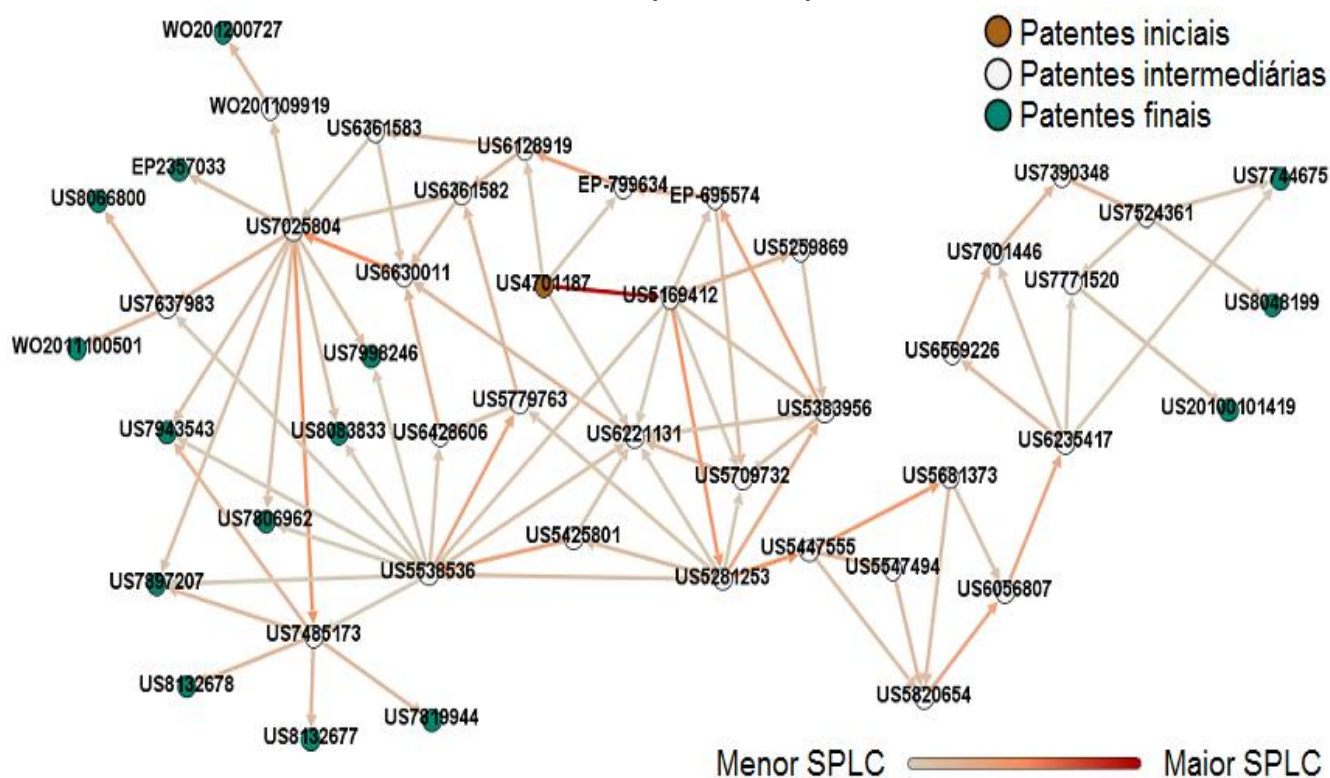 WO201200727
Patentes iniciais
Patentes intermediárias
Patentes finais
WO201109919
US6361583
US6128919
EP2357033
US8066800
US6361582
EP-799634
EP-695574
US7390348
US7744675
US7524361
US7025804
US5259869
US7001446
US6630011
US4701187
US5169412
US7771520
US7637983
US8048199
WO2011100501
US7998246
US6569226
US5779763
US5383956
US20100101419
US7943543
US8083833
US6428606
US6221131
US6235417
US5709732
US5681373
US7806962
US5425801
US5447555
US5547494
US7897207
US5538536
US5281253
US6056807
US7485173
US8132678
US7819944
US5820654
US8132677
Menor SPLC
Maior SPLC